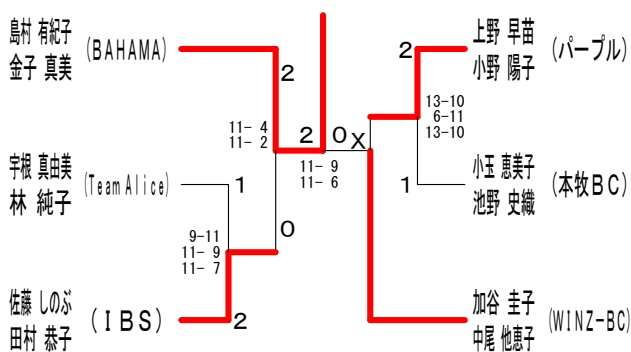 島村 有紀子
金子 真美
(BAHAMA)
2
11- 4
11- 2
宇根 真由美
林 純子
(TeamAlice)
1
0
9-11
11- 9
11- 7
佐藤 しのぶ
田村 恭子
(IBS)
2
2
0
X
11- 9
11- 6
上野 早苗
小野 陽子
(パープル)
2
13-10
6-11
13-10
小玉 恵美子
池野 史織
(本牧BC)
1
加谷 圭子
中尾 他恵子
(WINZ-BC)